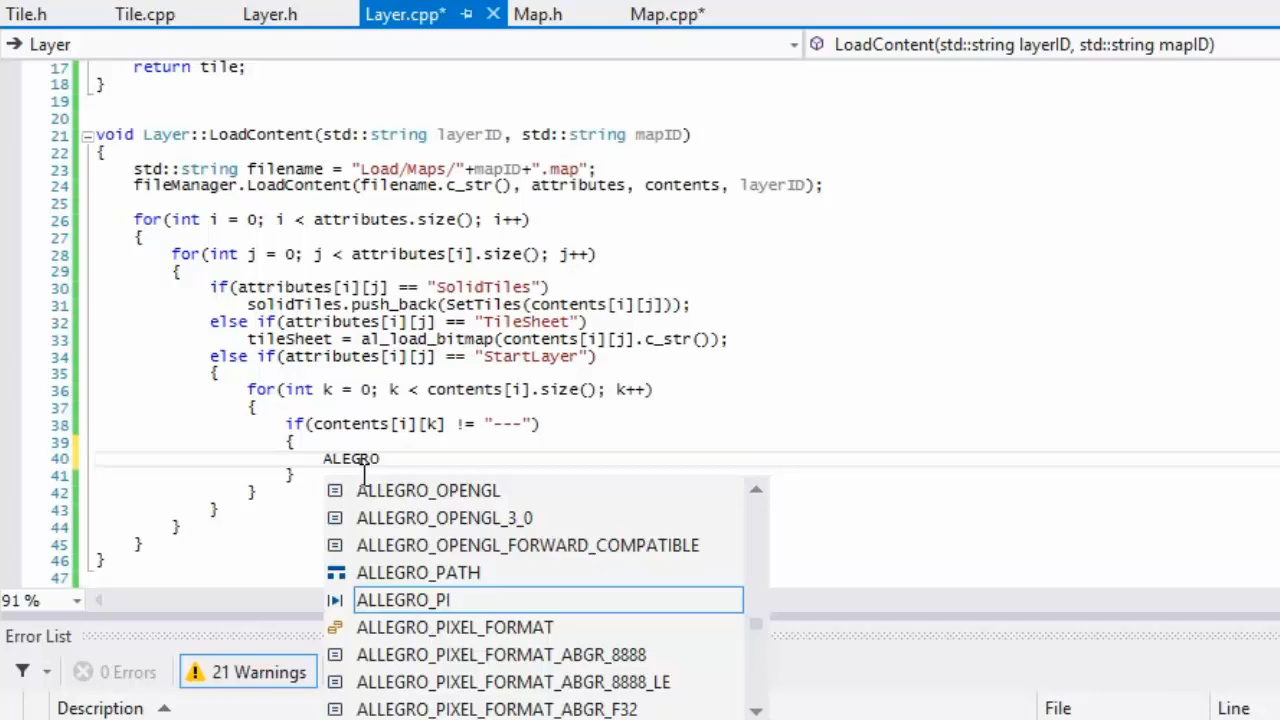 Tile.h Tile.cpp Layer.h Layer.cpp* Map.h Map.cpp*
Layer LoadContent(std::string layerID, std::string mapID)
17 return tile;
18 }
19
20
21 void Layer::LoadContent(std::string layerID, std::string mapID)
22 {
23 std::string filename = "Load/Maps/"+mapID+".map";
24 fileManager.LoadContent(filename.c_str(), attributes, contents, layerID);
25
26 for(int i = 0; i < attributes.size(); i++)
27 {
28 for(int j = 0; j < attributes[i].size(); j++)
29 {
30 if(attributes[i][j] == "SolidTiles")
31 solidTiles.push_back(SetTiles(contents[i][j]));
32 else if(attributes[i][j] == "TileSheet")
33 tileSheet = al_load_bitmap(contents[i][j].c_str());
34 else if(attributes[i][j] == "StartLayer")
35 {
36 for(int k = 0; k < contents[i].size(); k++)
37 {
38 if(contents[i][k] != "---")
39 {
40 ALEGRO
41 }
42 }
43 }
44 }
45 }
46 }
47
ALLEGRO_OPENGL
ALLEGRO_OPENGL_3_0
ALLEGRO_OPENGL_FORWARD_COMPATIBLE
ALLEGRO_PATH
ALLEGRO_PI
ALLEGRO_PIXEL_FORMAT
ALLEGRO_PIXEL_FORMAT_ABGR_8888
ALLEGRO_PIXEL_FORMAT_ABGR_8888_LE
ALLEGRO_PIXEL_FORMAT_ABGR_F32
91 %
Error List
0 Errors 21 Warnings
Description File Line